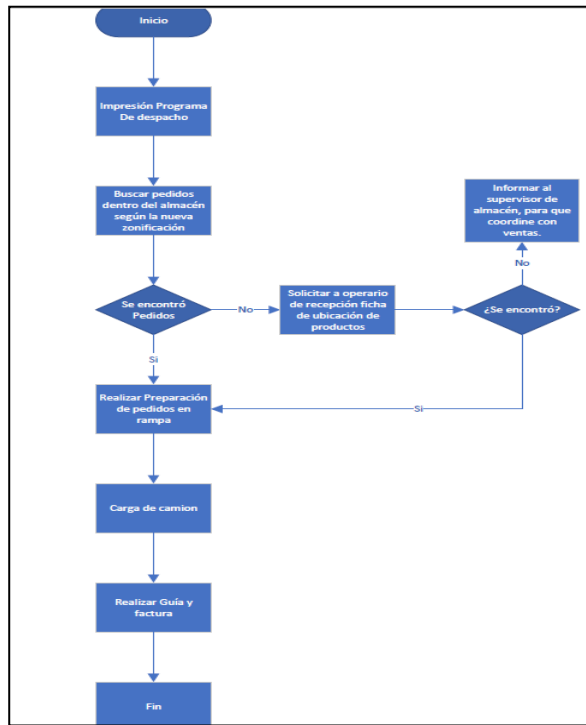 Inicio
Impresión Programa
De despacho
Buscar pedidos
dentro del almacén
según la nueva
zonificación
Informar al
supervisor de
almacén, para que
coordine con
ventas.
No
Se encontró
Pedidos
No
Solicitar a operario
de recepción ficha
de ubicación de
productos
¿Se encontró?
Si
Realizar Preparación
de pedidos en
rampa
Si
Carga de camion
Realizar Guía y
factura
Fin